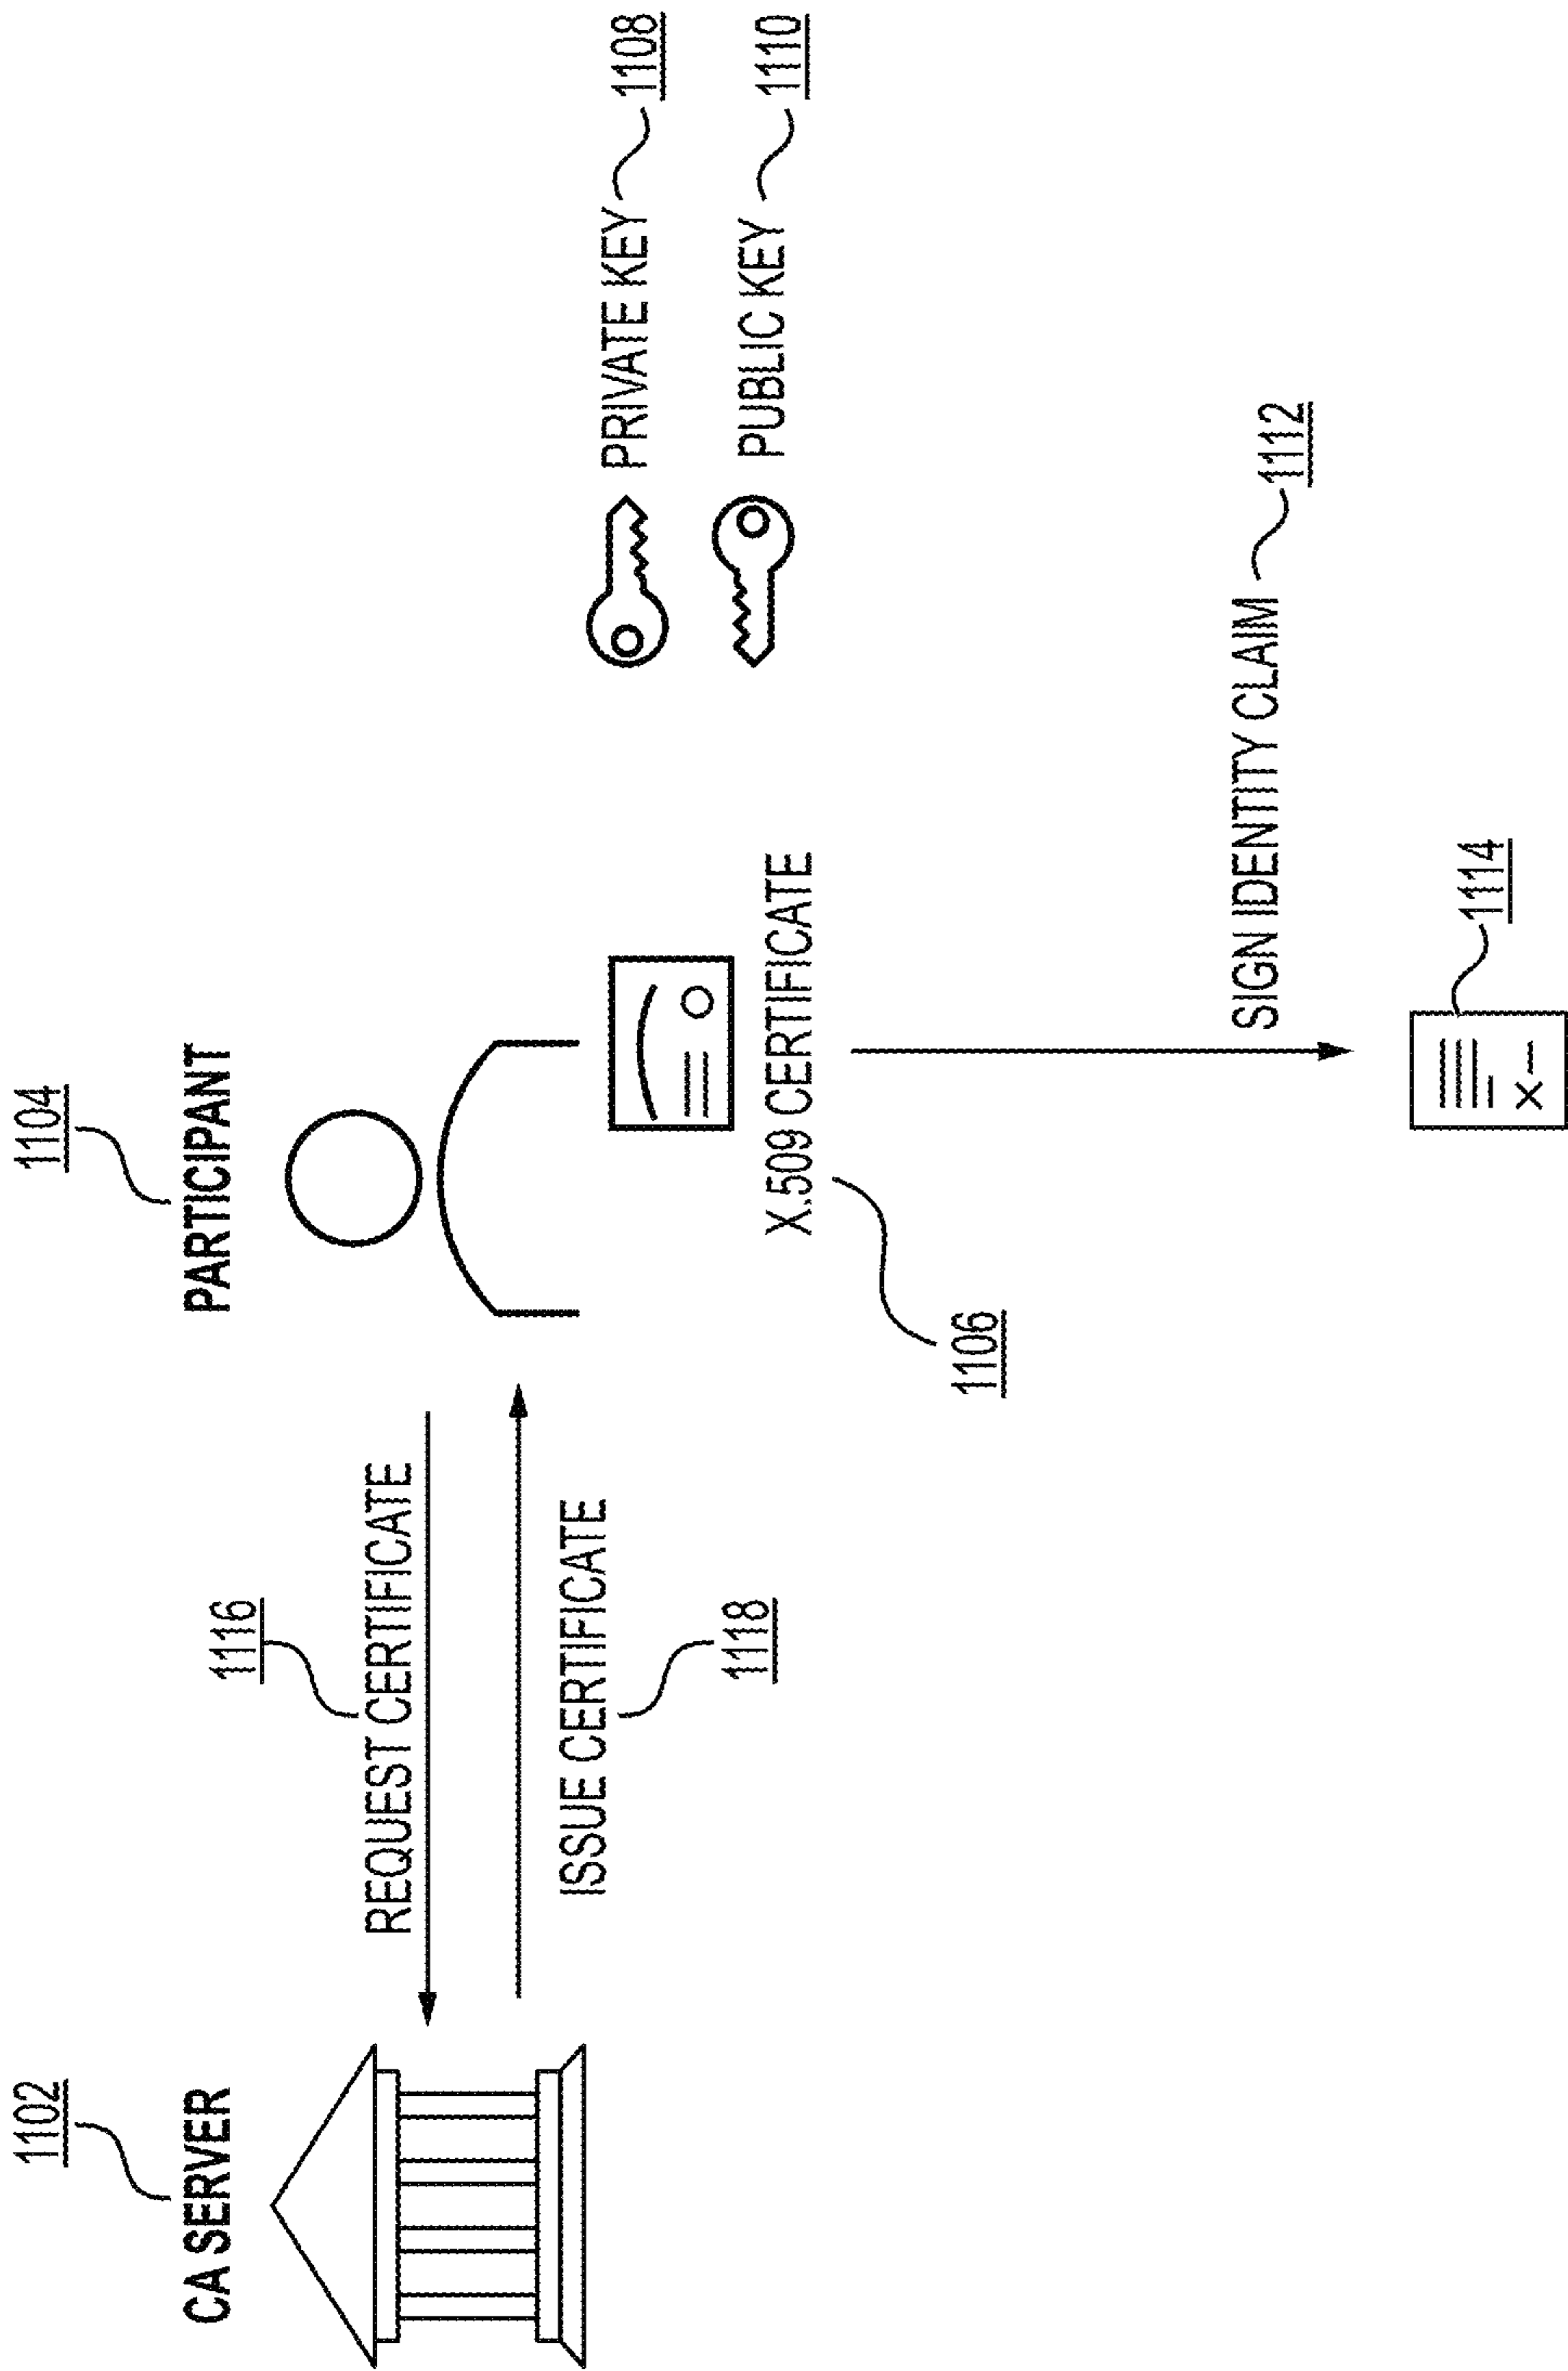 1102
CA SERVER
1104
PARTICIPANT
1116
REQUEST CERTIFICATE
ISSUE CERTIFICATE
1118
PRIVATE KEY
1108
PUBLIC KEY
1110
X.509 CERTIFICATE
1106
SIGN IDENTITY CLAIM
1112
1114
X